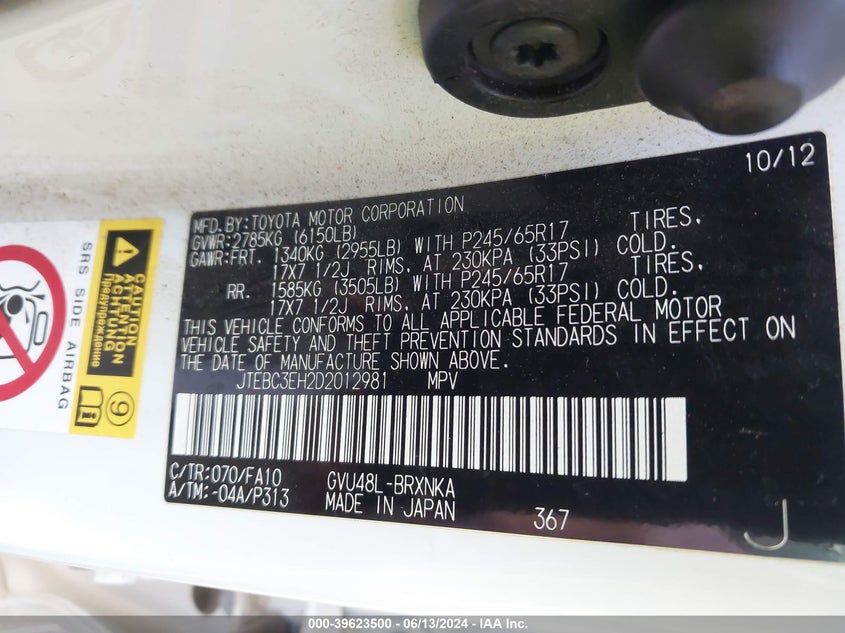 10/12
MFD. BY: TOYOTA MOTOR CORPORATION
GVWR: 2785KG (6150LB)
GAWR: FRT. 1340KG (2955LB) WITH P245/65R17 TIRES,
17X7 1/2J RIMS, AT 230KPA (33PSI) COLD.
RR. 1585KG (3505LB) WITH P245/65R17 TIRES,
17X7 1/2J RIMS, AT 230KPA (33PSI) COLD.
THIS VEHICLE CONFORMS TO ALL APPLICABLE FEDERAL MOTOR
VEHICLE SAFETY AND THEFT PREVENTION STANDARDS IN EFFECT ON
THE DATE OF MANUFACTURE SHOWN ABOVE.
JTEBC3EH2D2012981 MPV
C/TR: 070/FA10 GVU48L-BRXNKA
A/TM: -04A/P313 MADE IN JAPAN 367
J
SRS SIDE AIRBAG
CAUTION
ATTENTION
ACHTUNG
Предупреждение
9
000-39623500 - 06/13/2024 - IAA Inc.